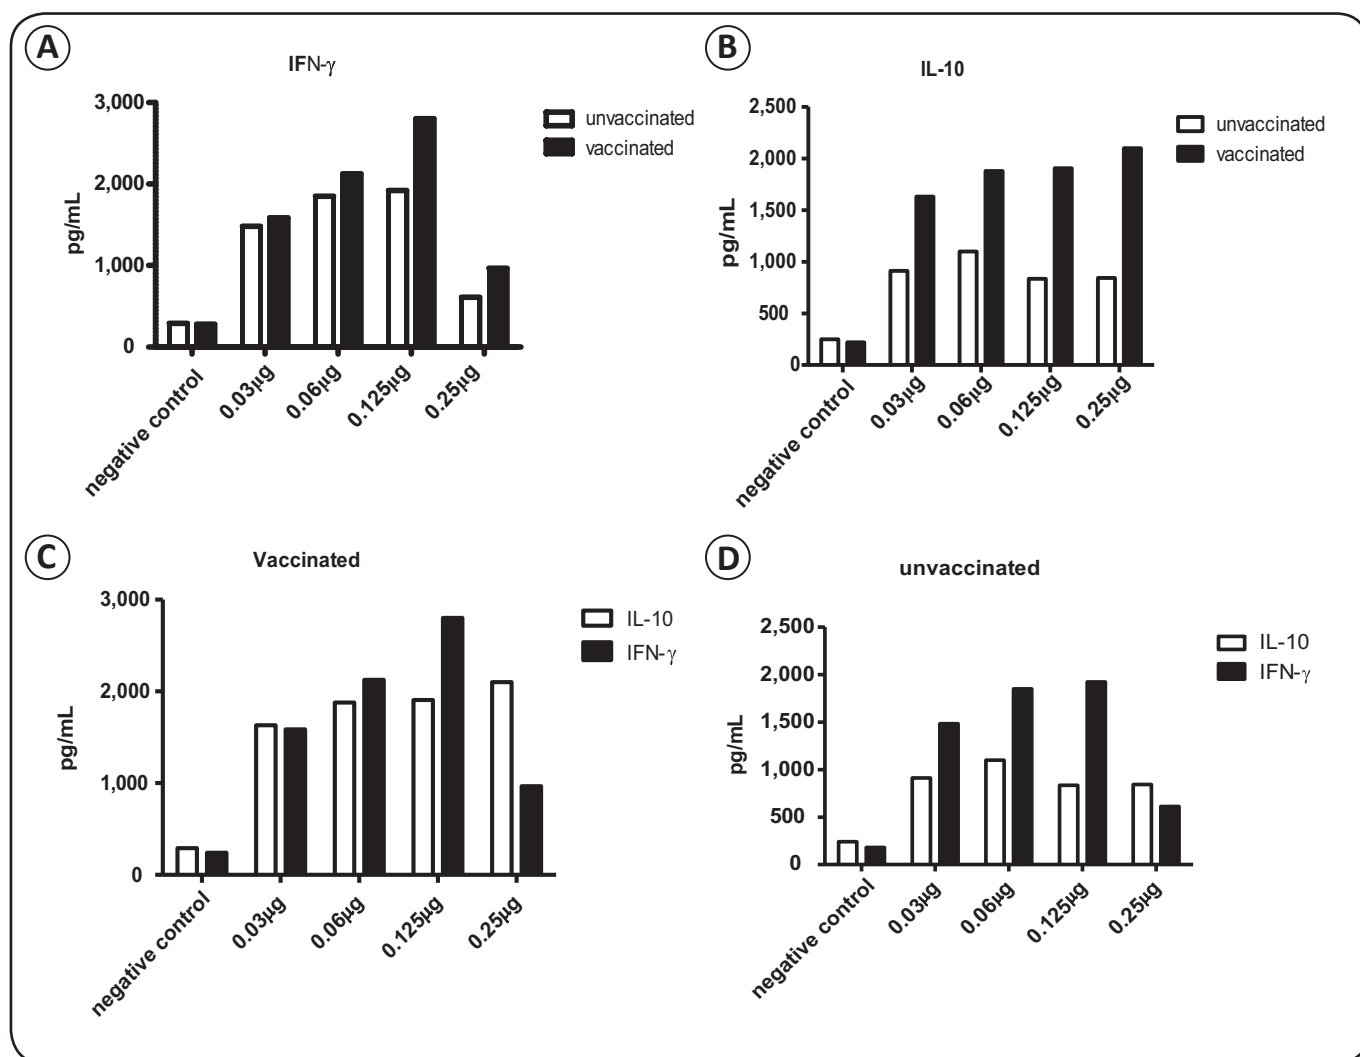 A
IFN-γ
3,000
2,000
1,000
0
pg/mL
unvaccinated
vaccinated
negative control
0.03µg
0.06µg
0.125µg
0.25µg
B
IL-10
2,500
2,000
1,500
1,000
500
0
pg/mL
unvaccinated
vaccinated
negative control
0.03µg
0.06µg
0.125µg
0.25µg
C
Vaccinated
3,000
2,000
1,000
0
pg/mL
IL-10
IFN-γ
negative control
0.03µg
0.06µg
0.125µg
0.25µg
D
unvaccinated
2,500
2,000
1,500
1,000
500
0
pg/mL
IL-10
IFN-γ
negative control
0.03µg
0.06µg
0.125µg
0.25µg